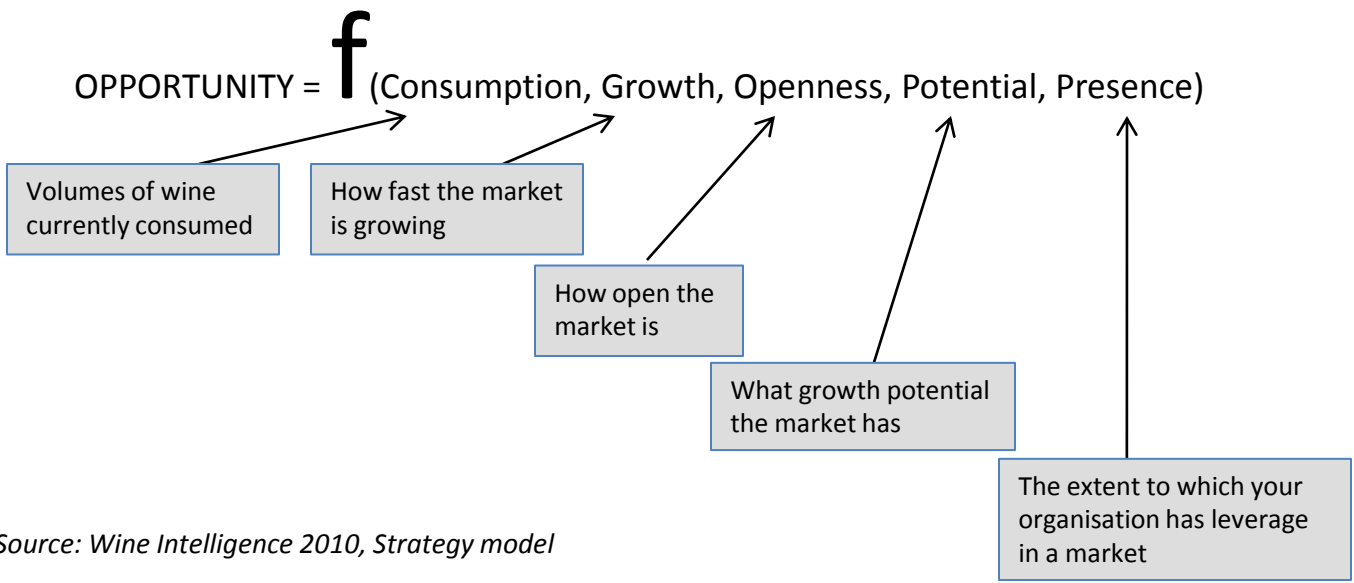 OPPORTUNITY = f (Consumption, Growth, Openness, Potential, Presence)
Volumes of wine
currently consumed
How fast the market
is growing
How open the
market is
What growth potential
the market has
The extent to which your
organisation has leverage
in a market
Source: Wine Intelligence 2010, Strategy model